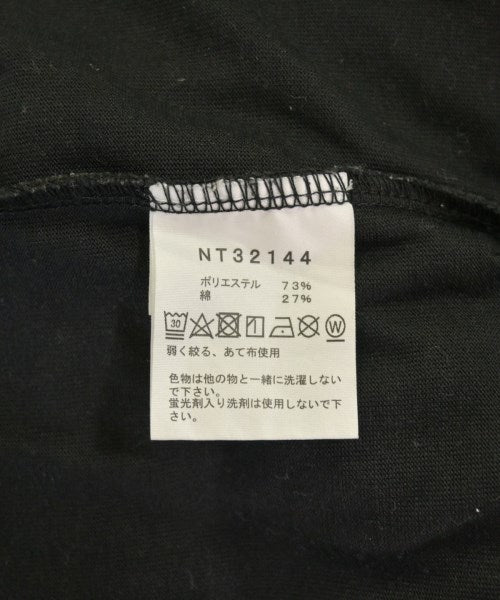 NT32144
ポリエステル 73%
綿 27%
30 W
弱く絞る、あて布使用
色物は他の物と一緒に洗濯しない
で下さい。
蛍光剤入り洗剤は使用しないで下
さい。